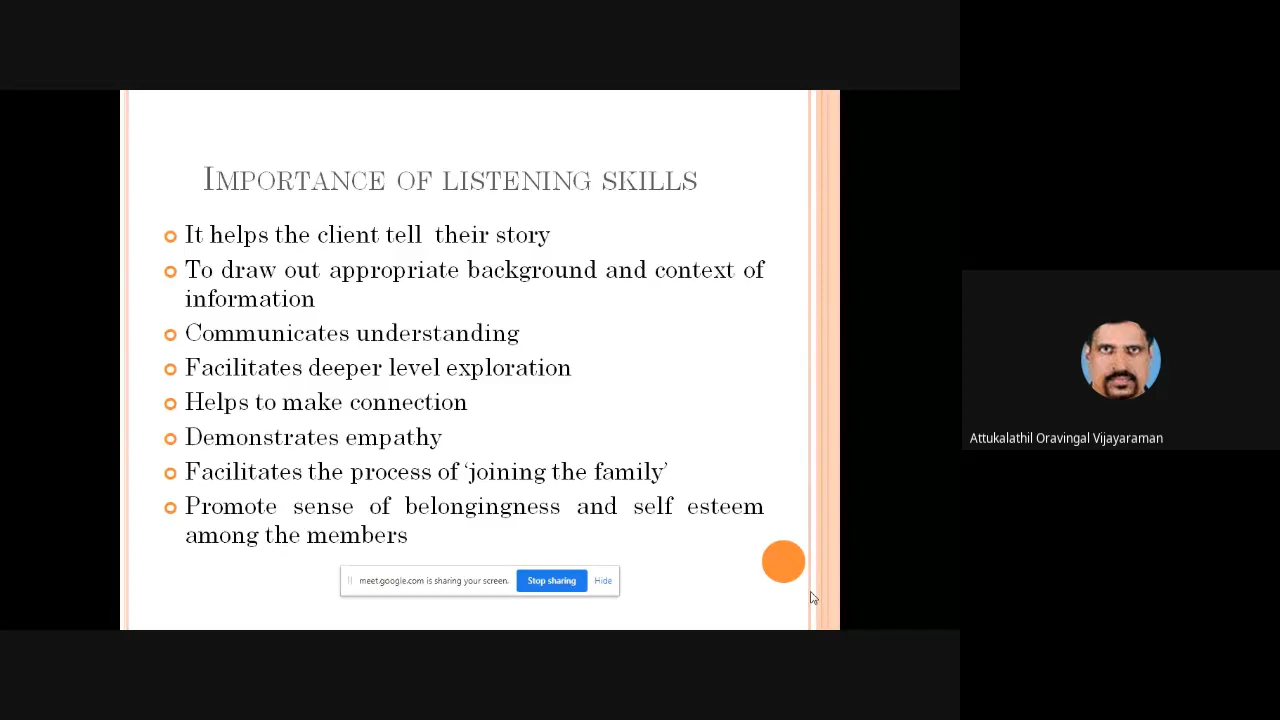 IMPORTANCE OF LISTENING SKILLS
It helps the client tell their story
To draw out appropriate background and context of
information
Communicates understanding
Facilitates deeper level exploration
Helps to make connection
Demonstrates empathy
Facilitates the process of ‘joining the family’
Promote sense of belongingness and self esteem
among the members
meet.google.com is sharing your screen.
Stop sharing
Hide
Attukalathil Oravingal Vijayaraman